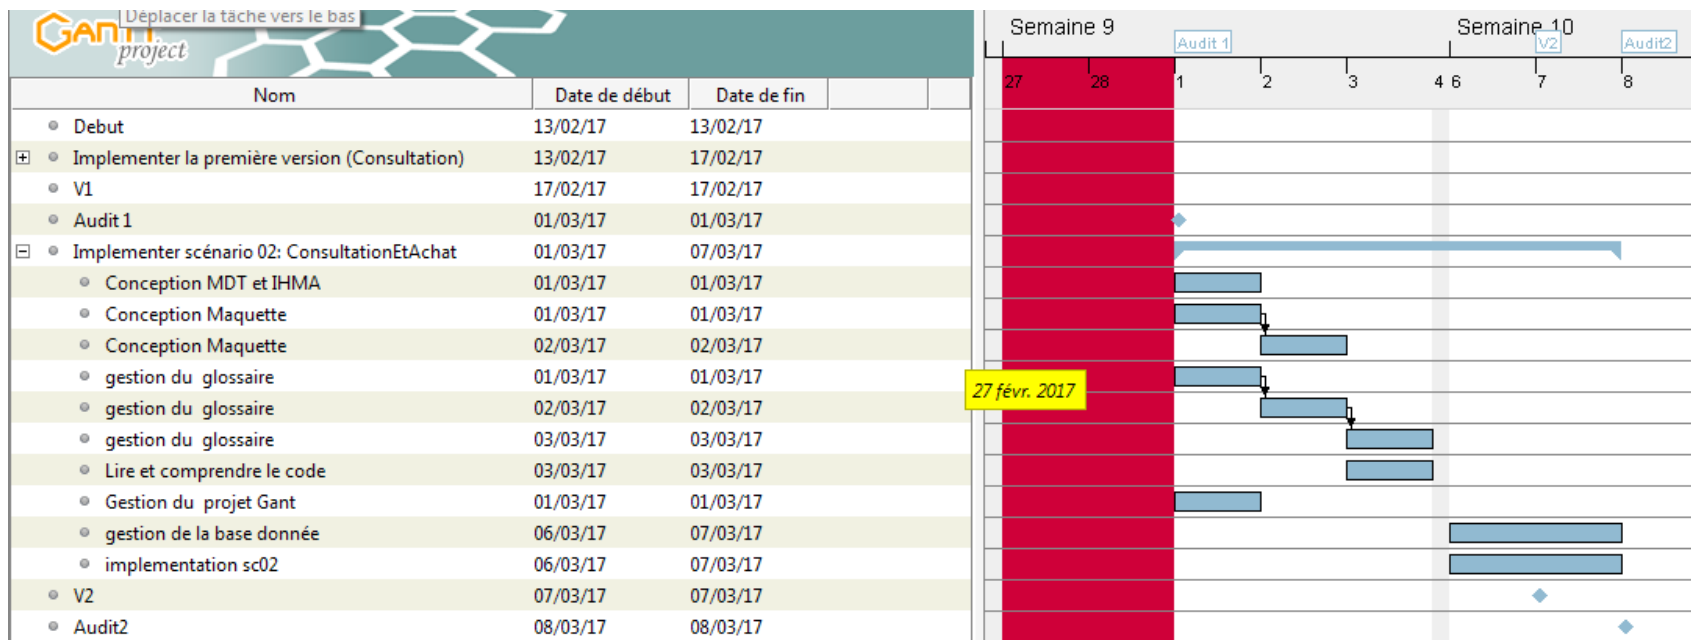 Déplacer la tâche vers le bas
GANTT
project
Semaine 9
Semaine 10
Audit 1
V2
Audit2
27 28 1 2 3 4 6 7 8
Nom Date de début Date de fin
Debut 13/02/17 13/02/17
Implementer la première version (Consultation) 13/02/17 17/02/17
V1 17/02/17 17/02/17
Audit 1 01/03/17 01/03/17
Implementer scénario 02: ConsultationEtAchat 01/03/17 07/03/17
Conception MDT et IHMA 01/03/17 01/03/17
Conception Maquette 01/03/17 01/03/17
Conception Maquette 02/03/17 02/03/17
gestion du glossaire 01/03/17 01/03/17
27 févr. 2017
gestion du glossaire 02/03/17 02/03/17
gestion du glossaire 03/03/17 03/03/17
Lire et comprendre le code 03/03/17 03/03/17
Gestion du projet Gant 01/03/17 01/03/17
gestion de la base donnée 06/03/17 07/03/17
implementation sc02 06/03/17 07/03/17
V2 07/03/17 07/03/17
Audit2 08/03/17 08/03/17